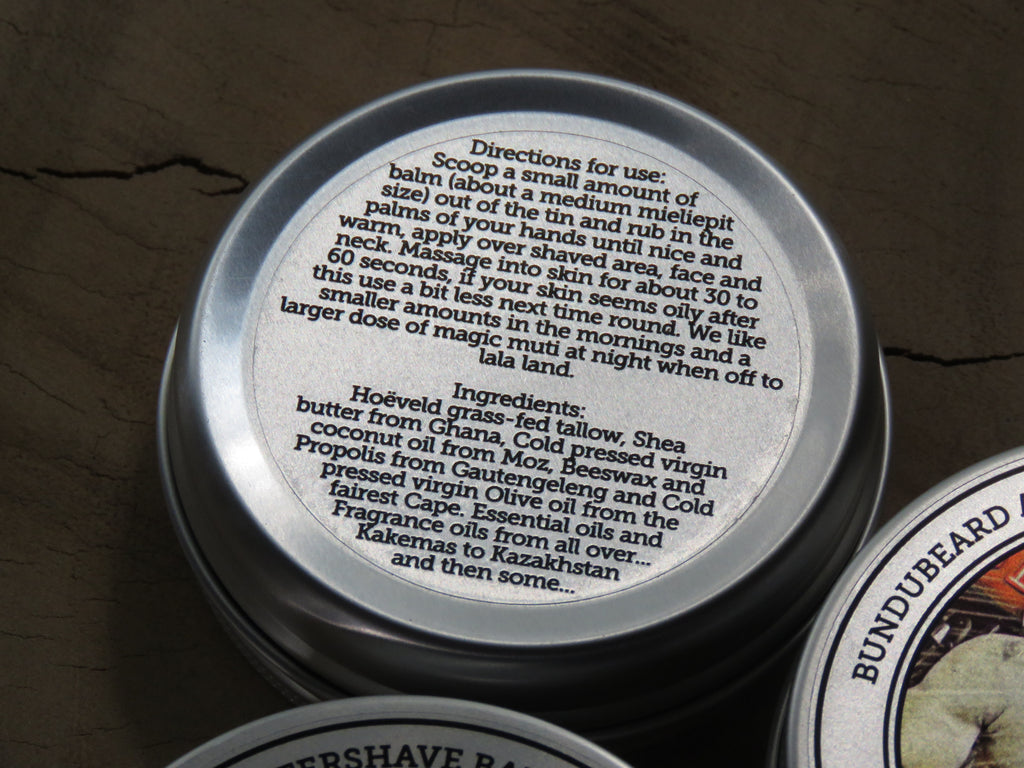 Directions for use:
Scoop a small amount of
balm (about a medium mieliepit
size) out of the tin and rub in the
palms of your hands until nice and
warm, apply over shaved area, face and
neck. Massage into skin for about 30 to
60 seconds, if your skin seems oily after
this use a bit less next time round. We like
smaller amounts in the mornings and a
larger dose of magic muti at night when off to
lala land.
Ingredients:
Hoëveld grass-fed tallow, Shea
butter from Ghana, Cold pressed virgin
coconut oil from Moz, Beeswax and
Propolis from Gautengeleng and Cold
pressed virgin Olive oil from the
fairest Cape. Essential oils and
Fragrance oils from all over...
Kakemas to Kazakhstan
and then some...
BUNDUBEARD